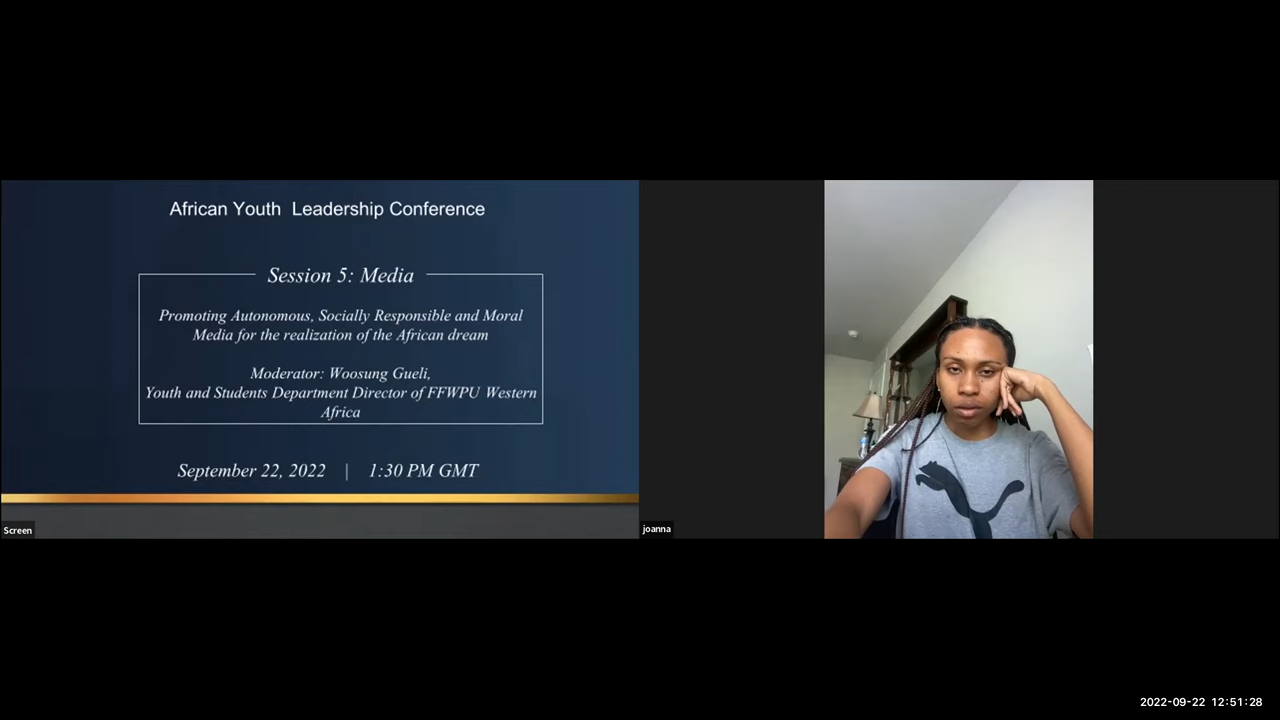 African Youth  Leadership Conference
Session 5: Media
Promoting Autonomous, Socially Responsible and Moral
Media for the realization of the African dream
Moderator: Woosung Gueli,
Youth and Students Department Director of FFWPU Western
Africa
September 22, 2022 | 1:30 PM GMT
Screen
joanna
2022-09-22 12:51:28